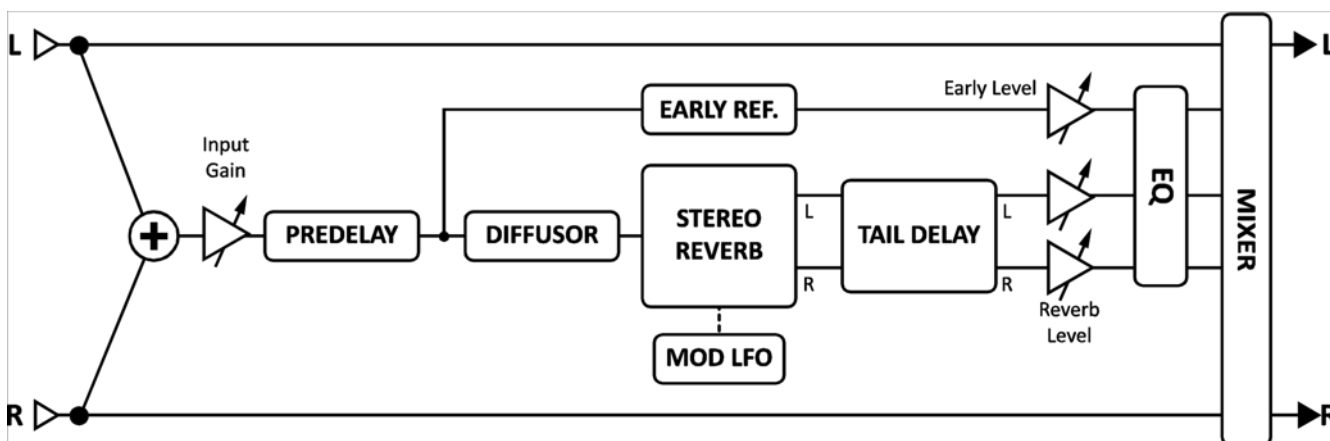 L
L
Early Level
EARLY REF.
Input
Gain
EQ
MIXER
STEREO
REVERB
L
L
TAIL DELAY
+
PREDELAY
DIFFUSOR
R
R
Reverb
Level
MOD LFO
R
R